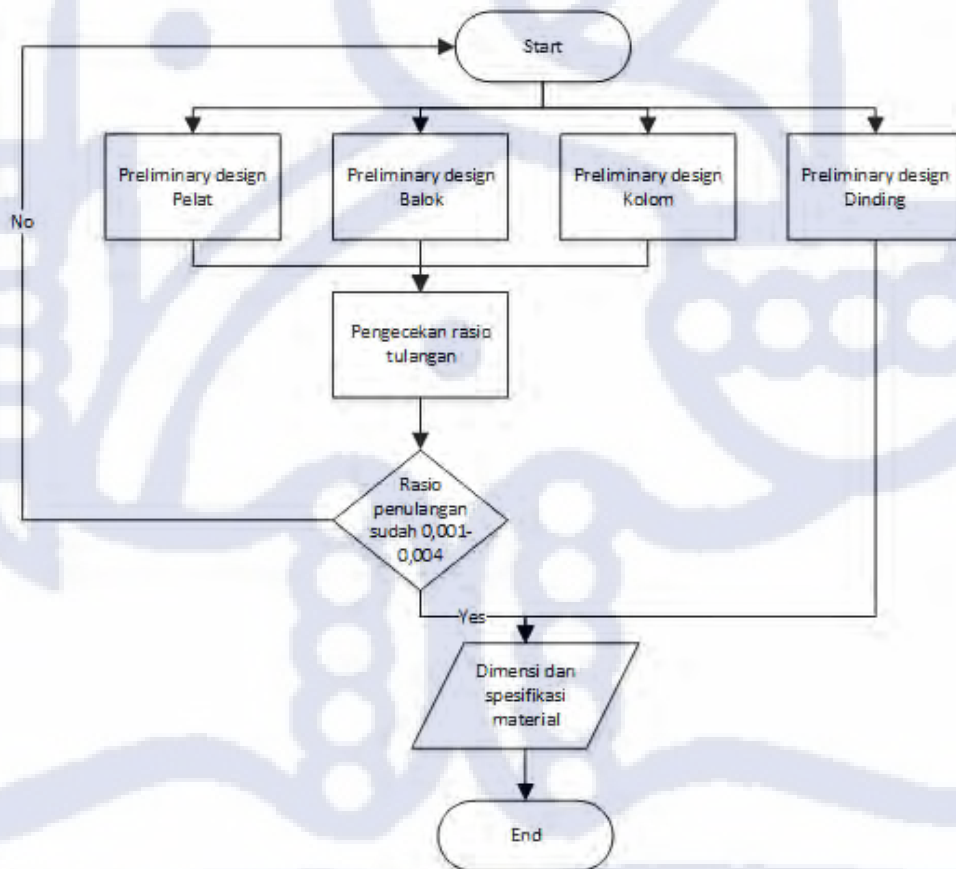 Start
Preliminary design
Pelat
Preliminary design
Balok
Preliminary design
Kolom
Preliminary design
Dinding
No
Pengecekan rasio
tulangan
Rasio
penulangan
sudah 0,001-
0,004
Yes
Dimensi dan
spesifikasi
material
End